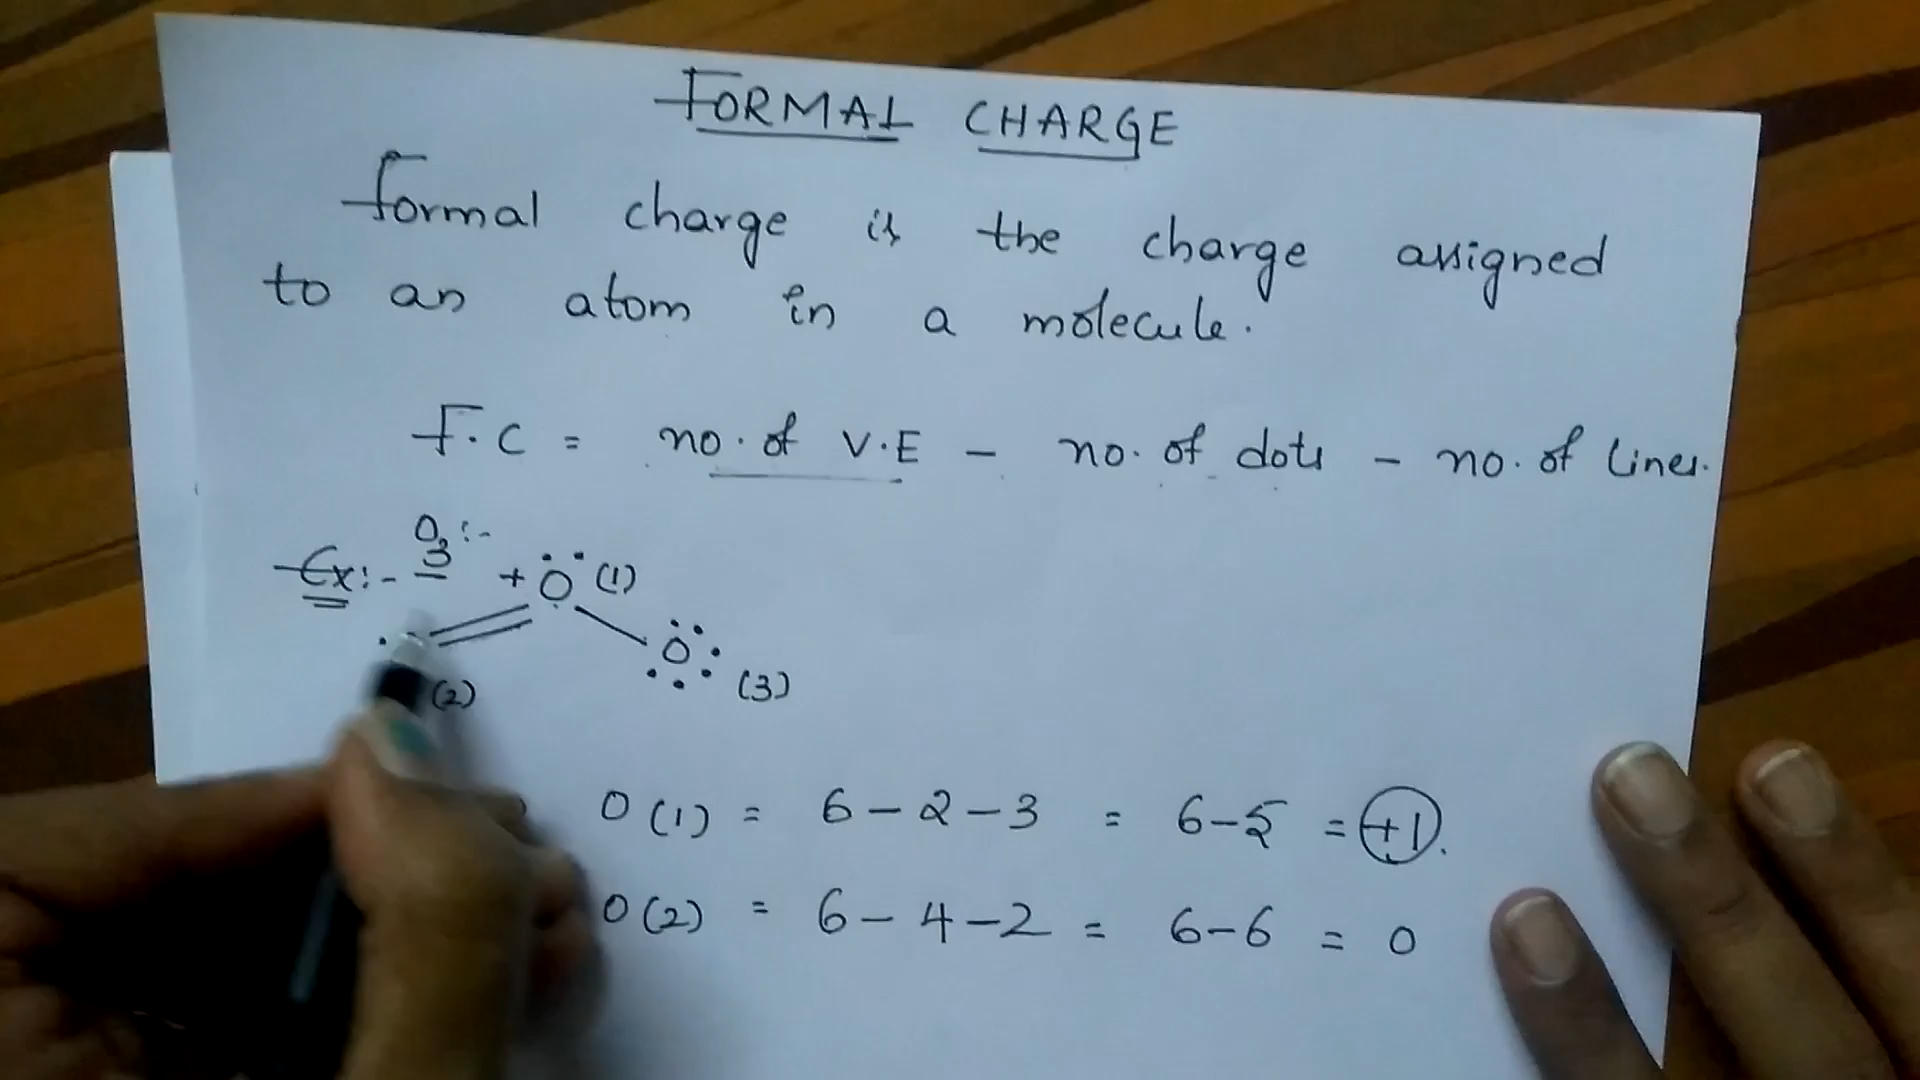 FORMAL CHARGE
Formal charge is the charge assigned
to an atom in a molecule.
F.C = no. of V.E - no. of dots - no. of lines.
Ex:- O3 :-
+ O (1)
O (3)
(2)
O (1) = 6 - 2 - 3 = 6 - 5 = +1.
O (2) = 6 - 4 - 2 = 6 - 6 = 0